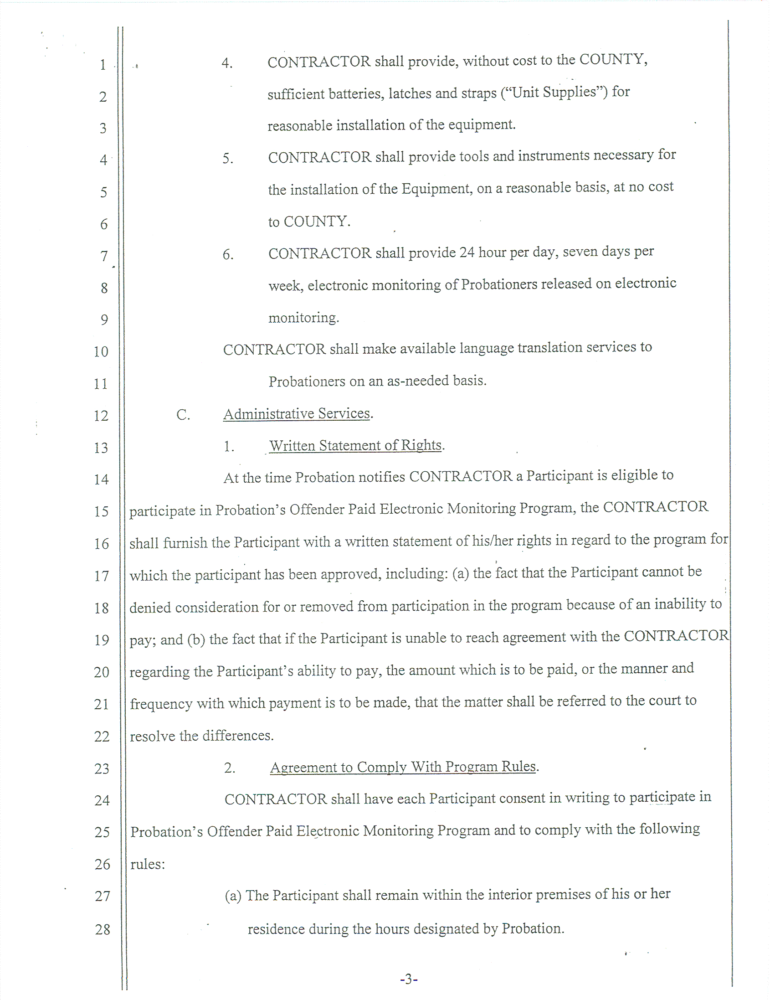 1 4. CONTRACTOR shall provide, without cost to the COUNTY,
2 sufficient batteries, latches and straps (“Unit Supplies”) for
3 reasonable installation of the equipment.
4 5. CONTRACTOR shall provide tools and instruments necessary for
5 the installation of the Equipment, on a reasonable basis, at no cost
6 to COUNTY.
7 6. CONTRACTOR shall provide 24 hour per day, seven days per
8 week, electronic monitoring of Probationers released on electronic
9 monitoring.
10 CONTRACTOR shall make available language translation services to
11 Probationers on an as-needed basis.
12 C. Administrative Services.
13 1. Written Statement of Rights.
14 At the time Probation notifies CONTRACTOR a Participant is eligible to
15 participate in Probation’s Offender Paid Electronic Monitoring Program, the CONTRACTOR
16 shall furnish the Participant with a written statement of his/her rights in regard to the program for
17 which the participant has been approved, including: (a) the fact that the Participant cannot be
18 denied consideration for or removed from participation in the program because of an inability to
19 pay; and (b) the fact that if the Participant is unable to reach agreement with the CONTRACTOR
20 regarding the Participant’s ability to pay, the amount which is to be paid, or the manner and
21 frequency with which payment is to be made, that the matter shall be referred to the court to
22 resolve the differences.
23 2. Agreement to Comply With Program Rules.
24 CONTRACTOR shall have each Participant consent in writing to participate in
25 Probation’s Offender Paid Electronic Monitoring Program and to comply with the following
26 rules:
27 (a) The Participant shall remain within the interior premises of his or her
28 residence during the hours designated by Probation.
-3-